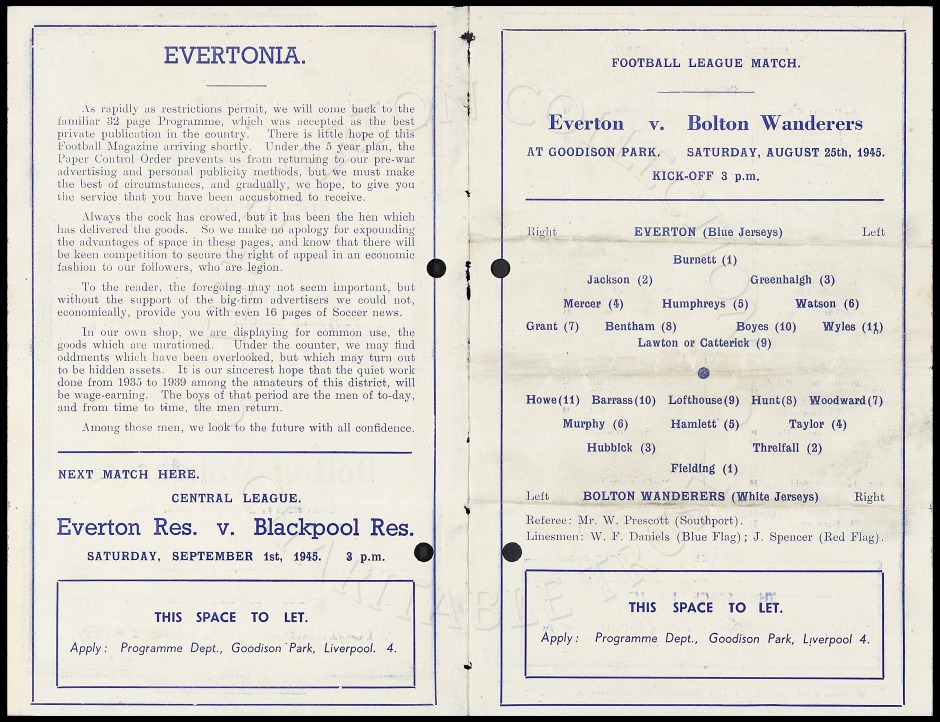 EVERTONIA.
As rapidly as restrictions permit, we will come back to the
familiar 32 page Programme, which was accepted as the best
private publication in the country. There is little hope of this
Football Magazine arriving shortly. Under the 5 year plan, the
Paper Control Order prevents us from returning to our pre-war
advertising and personal publicity methods, but we must make
the best of circumstances, and gradually, we hope, to give you
the service that you have been accustomed to receive.
Always the cock has crowed, but it has been the hen which
has delivered the goods. So we make no apology for expounding
the advantages of space in these pages, and know that there will
be keen competition to secure the right of appeal in an economic
fashion to our followers, who are legion.
To the reader, the foregoing may not seem important, but
without the support of the big-firm advertisers we could not,
economically, provide you with even 16 pages of Soccer news.
In our own shop, we are displaying for common use, the
goods which are unrationed. Under the counter, we may find
oddments which have been overlooked, but which may turn out
to be hidden assets. It is our sincerest hope that the quiet work
done from 1935 to 1939 among the amateurs of this district, will
be wage-earning. The boys of that period are the men of to-day,
and from time to time, the men return.
Among those men, we look to the future with all confidence.
NEXT MATCH HERE.
CENTRAL LEAGUE.
Everton Res. v. Blackpool Res.
SATURDAY, SEPTEMBER 1st, 1945. 3 p.m.
THIS SPACE TO LET.
Apply: Programme Dept., Goodison Park, Liverpool. 4.
FOOTBALL LEAGUE MATCH.
Everton v. Bolton Wanderers
AT GOODISON PARK. SATURDAY, AUGUST 25th, 1945.
KICK-OFF 3 p.m.
Right EVERTON (Blue Jerseys) Left
Burnett (1)
Jackson (2) Greenhalgh (3)
Mercer (4) Humphreys (5) Watson (6)
Grant (7) Bentham (8) Boyes (10) Wyles (11)
Lawton or Catterick (9)
Howe(11) Barrass(10) Lofthouse(9) Hunt(8) Woodward(7)
Murphy (6) Hamlett (5) Taylor (4)
Hubbick (3) Threlfall (2)
Fielding (1)
Left BOLTON WANDERERS (White Jerseys) Right
Referee: Mr. W. Prescott (Southport).
Linesmen: W. F. Daniels (Blue Flag); J. Spencer (Red Flag).
THIS SPACE TO LET.
Apply: Programme Dept., Goodison Park, Liverpool 4.